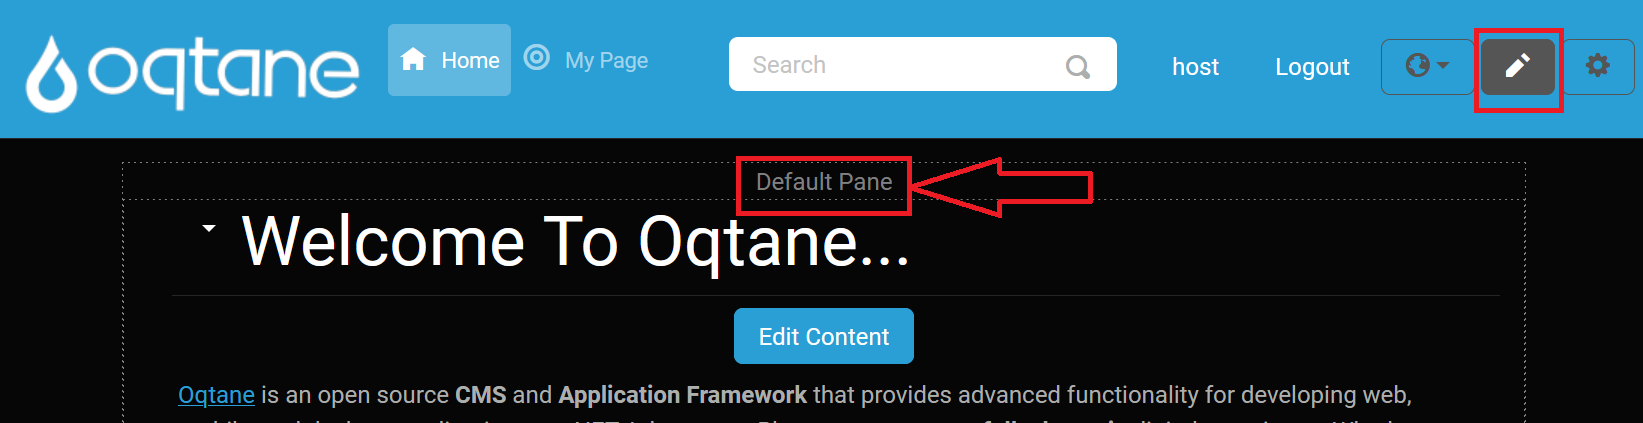 oqtane
Home
My Page
Search
host
Logout
Default Pane
Welcome To Oqtane...
Edit Content
Oqtane is an open source CMS and Application Framework that provides advanced functionality for developing web,